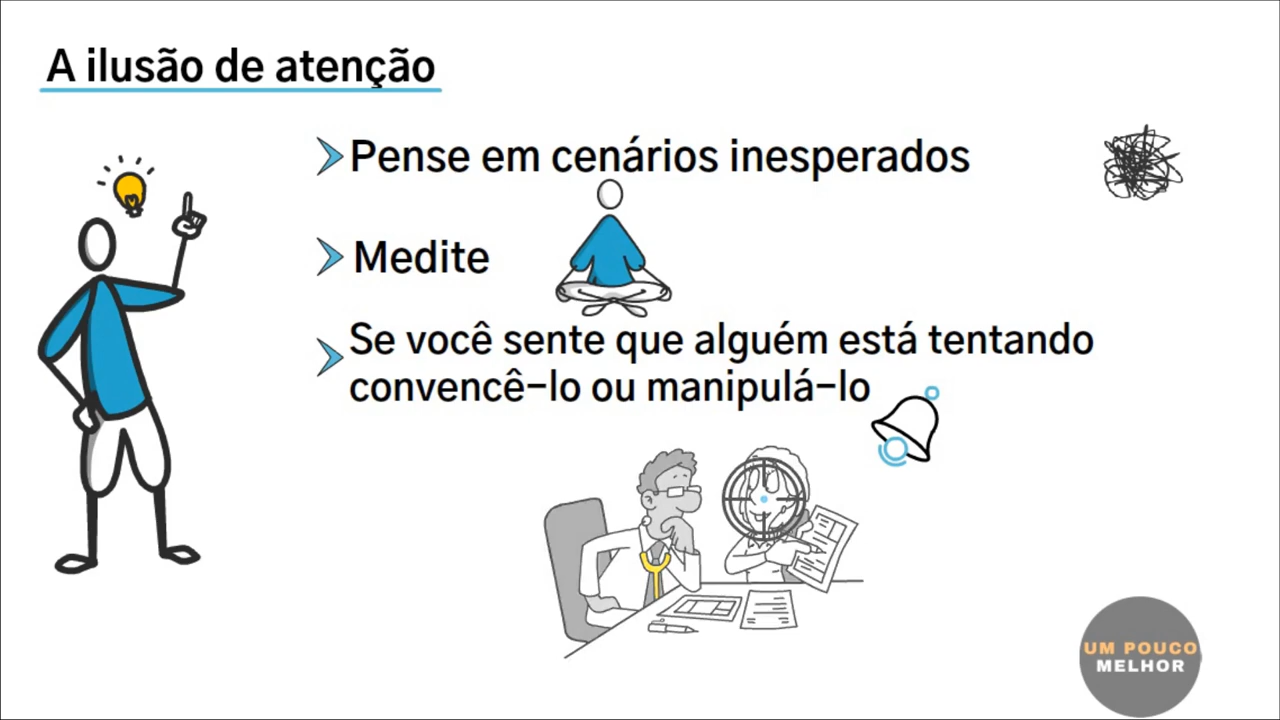 A ilusão de atenção
Pense em cenários inesperados
Medite
Se você sente que alguém está tentando
convencê-lo ou manipulá-lo
UM POUCO
MELHOR